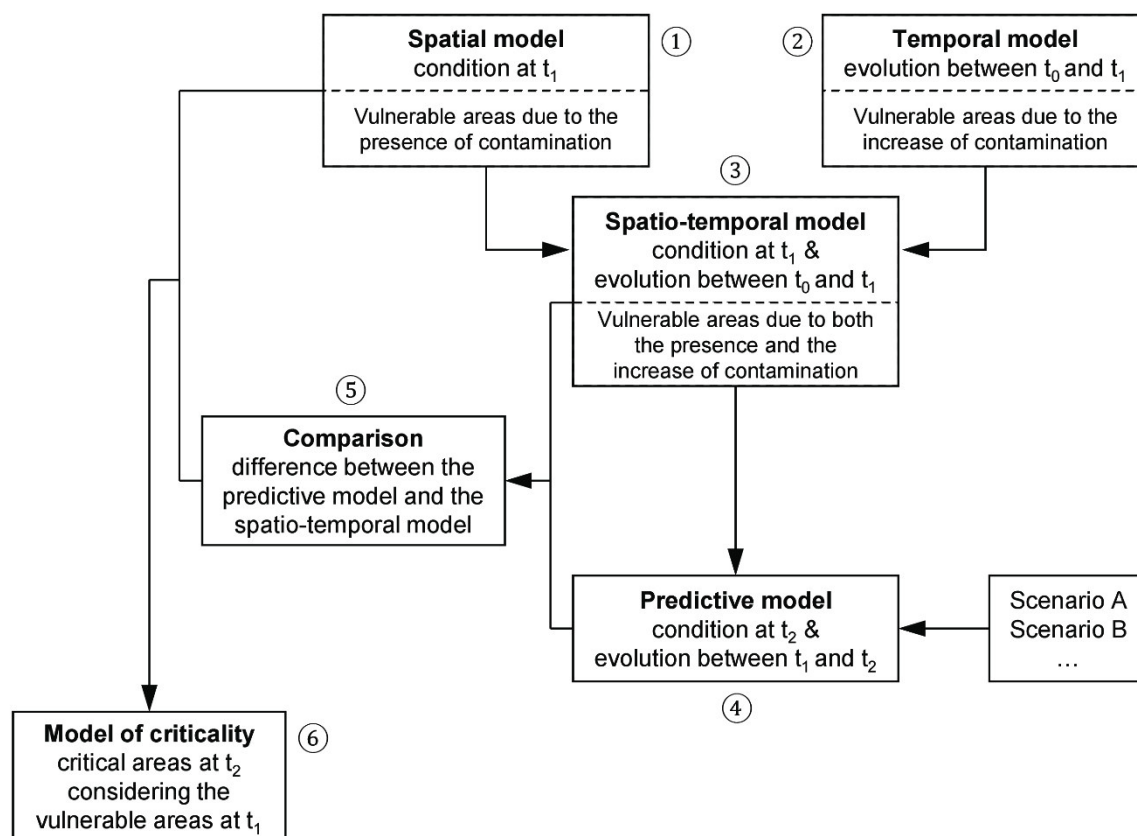 Spatial model
condition at t₁
Vulnerable areas due to the
presence of contamination
①
②
Temporal model
evolution between t₀ and t₁
Vulnerable areas due to the
increase of contamination
③
Spatio-temporal model
condition at t₁ &
evolution between t₀ and t₁
Vulnerable areas due to both
the presence and the
increase of contamination
⑤
Comparison
difference between the
predictive model and the
spatio-temporal model
Predictive model
condition at t₂ &
evolution between t₁ and t₂
④
Scenario A
Scenario B
...
Model of criticality
critical areas at t₂
considering the
vulnerable areas at t₁
⑥